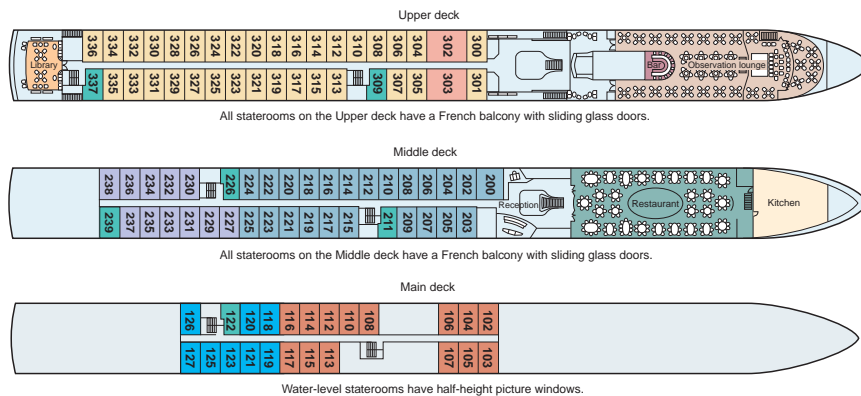 Upper deck
336 334 332 330 328 326 324 322 320 318 316 314 312 310 308 306 304 302 300
Library Bar Observation lounge
337 335 333 331 329 327 325 323 321 319 317 315 313 309 307 305 303 301
All staterooms on the Upper deck have a French balcony with sliding glass doors.
Middle deck
238 236 234 232 230 226 224 222 220 218 216 214 212 210 208 206 204 202 200
Reception Restaurant Kitchen
239 237 235 233 231 229 227 225 223 221 219 217 215 211 209 207 205 203
All staterooms on the Middle deck have a French balcony with sliding glass doors.
Main deck
126 122 120 118 116 114 112 110 108 106 104 102
127 125 123 121 119 117 115 113 107 105 103
Water-level staterooms have half-height picture windows.